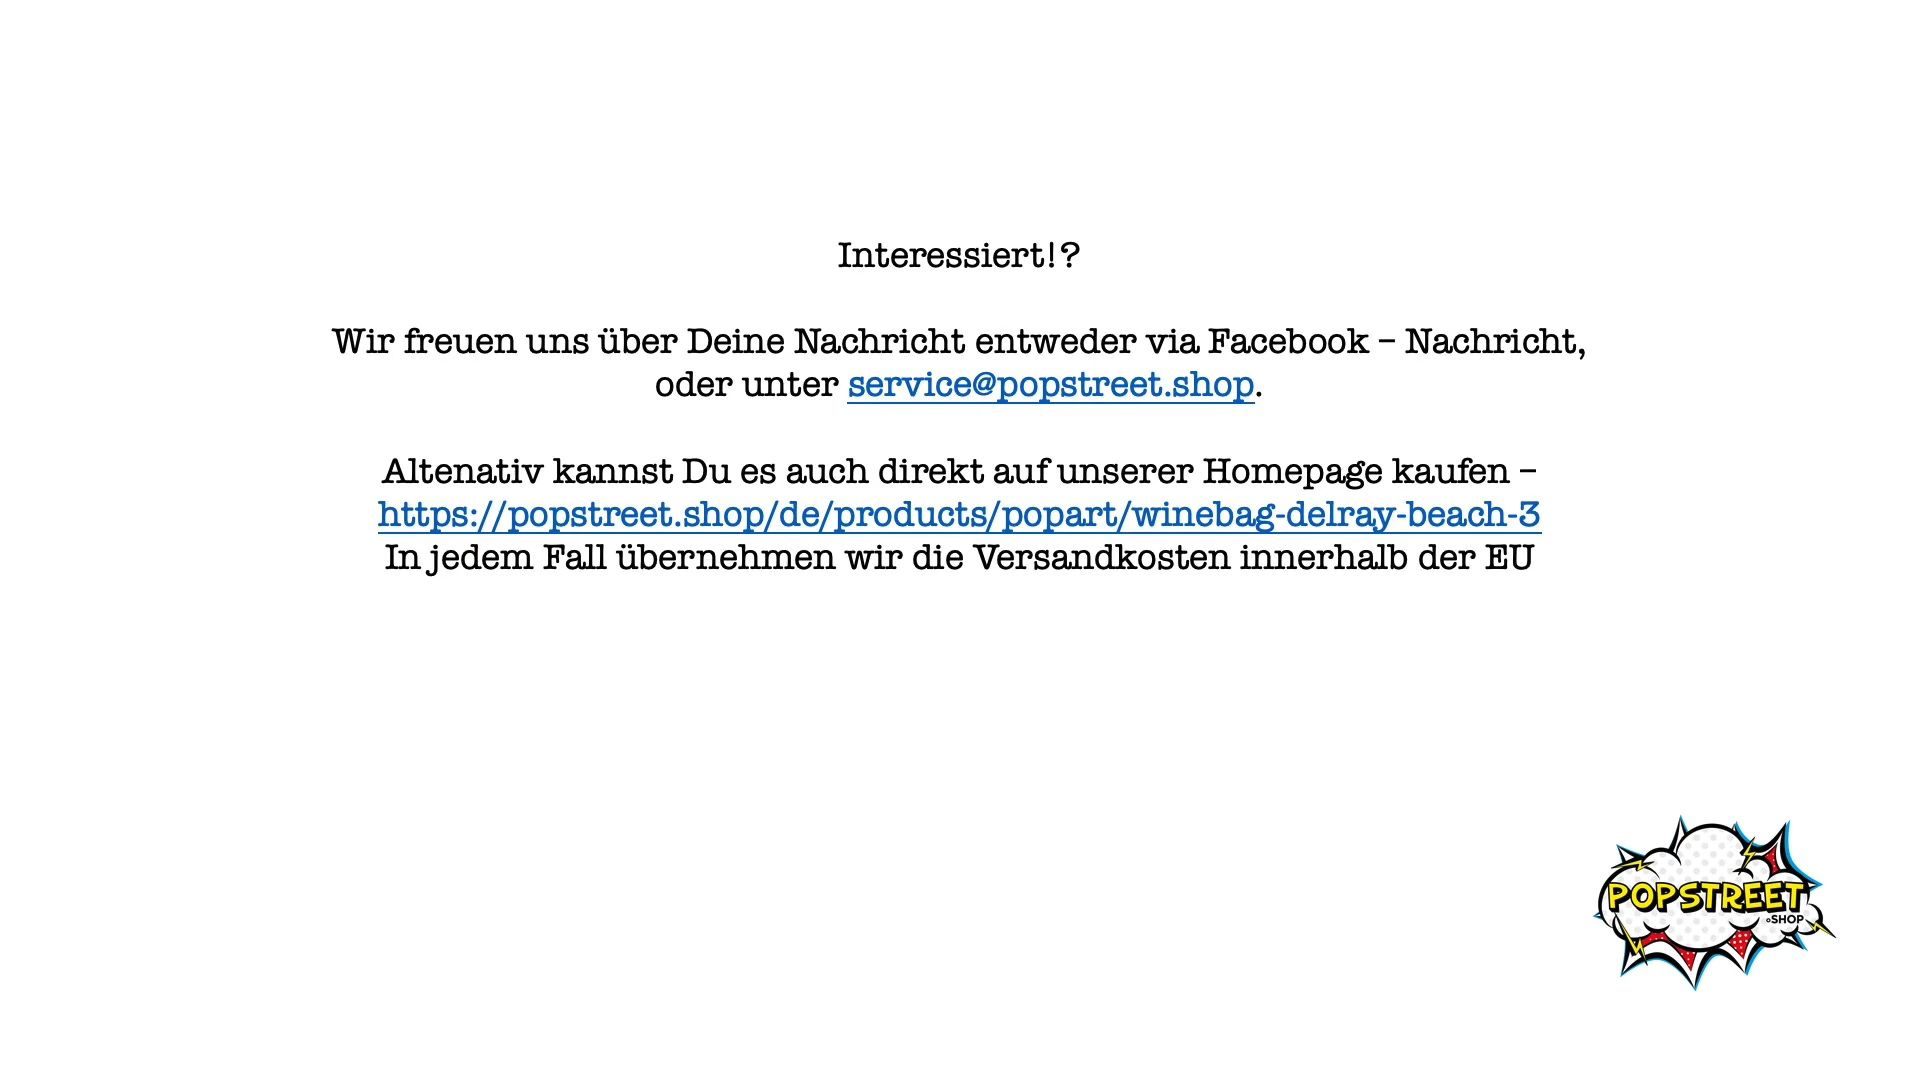 Interessiert!?
Wir freuen uns über Deine Nachricht entweder via Facebook – Nachricht,
oder unter service@popstreet.shop.
Altenativ kannst Du es auch direkt auf unserer Homepage kaufen –
https://popstreet.shop/de/products/popart/winebag-delray-beach-3
In jedem Fall übernehmen wir die Versandkosten innerhalb der EU
POPSTREET
.SHOP